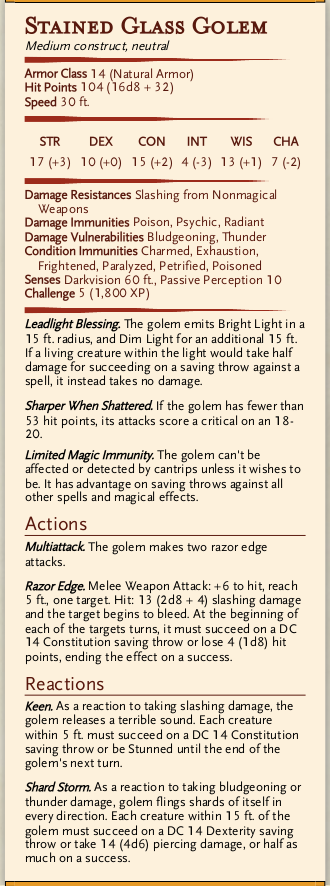 Stained Glass Golem
Medium construct, neutral
Armor Class 14 (Natural Armor)
Hit Points 104 (16d8 + 32)
Speed 30 ft.
STR DEX CON INT WIS CHA
17 (+3) 10 (+0) 15 (+2) 4 (-3) 13 (+1) 7 (-2)
Damage Resistances Slashing from Nonmagical
Weapons
Damage Immunities Poison, Psychic, Radiant
Damage Vulnerabilities Bludgeoning, Thunder
Condition Immunities Charmed, Exhaustion,
Frightened, Paralyzed, Petrified, Poisoned
Senses Darkvision 60 ft., Passive Perception 10
Challenge 5 (1,800 XP)
Leadlight Blessing. The golem emits Bright Light in a
15 ft. radius, and Dim Light for an additional 15 ft.
If a living creature within the light would take half
damage for succeeding on a saving throw against a
spell, it instead takes no damage.
Sharper When Shattered. If the golem has fewer than
53 hit points, its attacks score a critical on an 18-
20.
Limited Magic Immunity. The golem can't be
affected or detected by cantrips unless it wishes to
be. It has advantage on saving throws against all
other spells and magical effects.
Actions
Multiattack. The golem makes two razor edge
attacks.
Razor Edge. Melee Weapon Attack: +6 to hit, reach
5 ft., one target. Hit: 13 (2d8 + 4) slashing damage
and the target begins to bleed. At the beginning of
each of the targets turns, it must succeed on a DC
14 Constitution saving throw or lose 4 (1d8) hit
points, ending the effect on a success.
Reactions
Keen. As a reaction to taking slashing damage, the
golem releases a terrible sound. Each creature
within 5 ft. must succeed on a DC 14 Constitution
saving throw or be Stunned until the end of the
golem's next turn.
Shard Storm. As a reaction to taking bludgeoning or
thunder damage, golem flings shards of itself in
every direction. Each creature within 15 ft. of the
golem must succeed on a DC 14 Dexterity saving
throw or take 14 (4d6) piercing damage, or half as
much on a success.